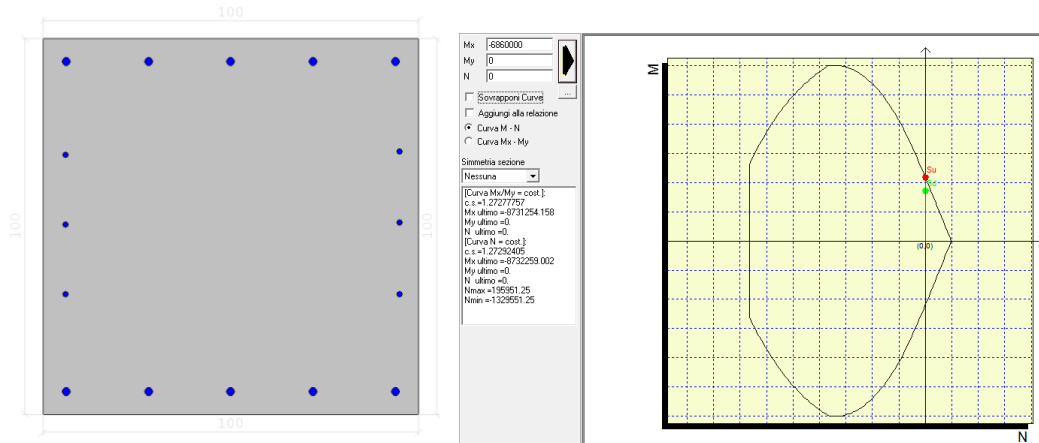 100
100
100
100
Mx -6860000
My 0
N 0
...
Sovrapponi Curve
Aggiungi alla relazione
Curva M - N
Curva Mx - My
Simmetria sezione
Nessuna
[Curva Mx/My = cost.]:
c.s.=1.27277757
Mx ultimo =-8731254.158
My ultimo =0.
N ultimo =0.
[Curva N = cost.]:
c.s.=1.27292405
Mx ultimo =-8732259.002
My ultimo =0.
N ultimo =0.
Nmax =195951.25
Nmin =-1329551.25
M
Su
(0,0)
N